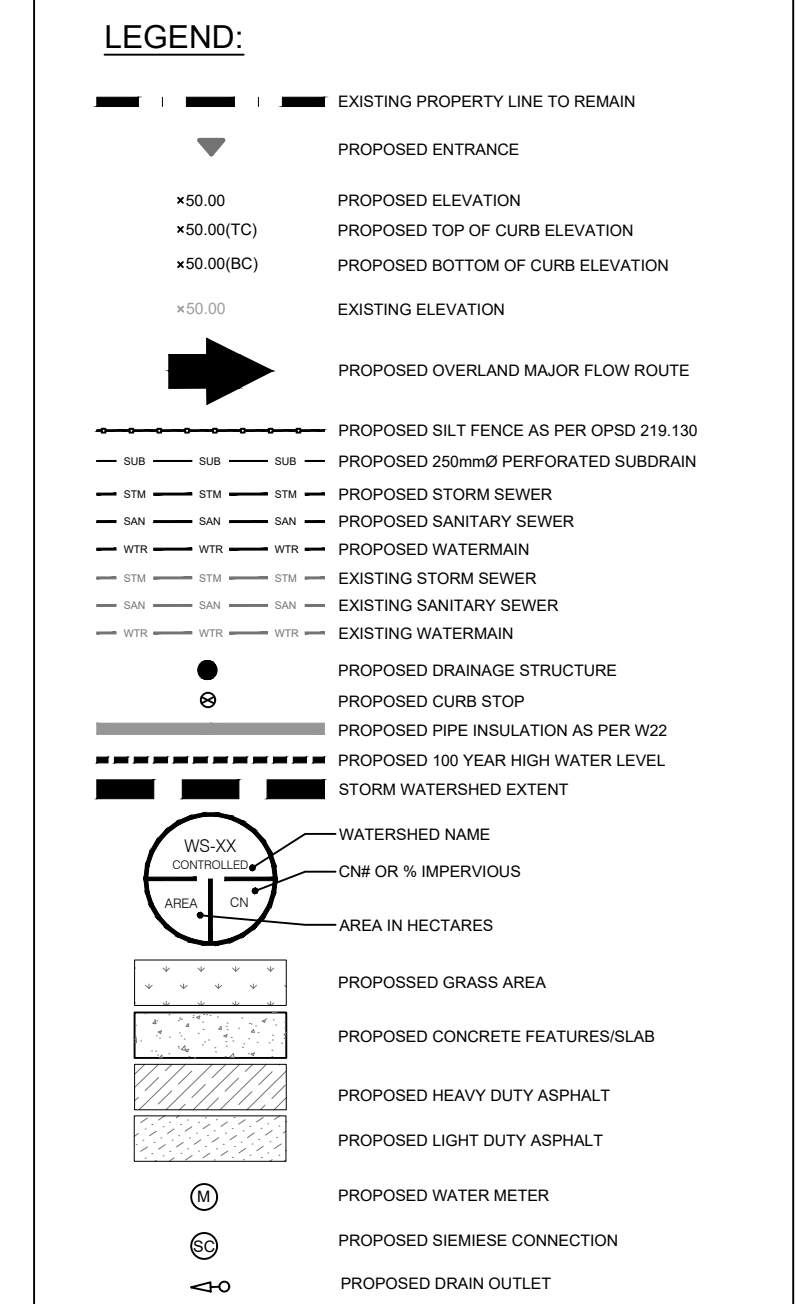 LEGEND:
EXISTING PROPERTY LINE TO REMAIN
PROPOSED ENTRANCE
×50.00 PROPOSED ELEVATION
×50.00(TC) PROPOSED TOP OF CURB ELEVATION
×50.00(BC) PROPOSED BOTTOM OF CURB ELEVATION
×50.00 EXISTING ELEVATION
PROPOSED OVERLAND MAJOR FLOW ROUTE
PROPOSED SILT FENCE AS PER OPSD 219.130
SUB SUB SUB PROPOSED 250mmØ PERFORATED SUBDRAIN
STM STM STM PROPOSED STORM SEWER
SAN SAN SAN PROPOSED SANITARY SEWER
WTR WTR WTR PROPOSED WATERMAIN
STM STM STM EXISTING STORM SEWER
SAN SAN SAN EXISTING SANITARY SEWER
WTR WTR WTR EXISTING WATERMAIN
PROPOSED DRAINAGE STRUCTURE
PROPOSED CURB STOP
PROPOSED PIPE INSULATION AS PER W22
PROPOSED 100 YEAR HIGH WATER LEVEL
STORM WATERSHED EXTENT
WATERSHED NAME
WS-XX
CONTROLLED
CN# OR % IMPERVIOUS
AREA CN
AREA IN HECTARES
PROPOSSED GRASS AREA
PROPOSED CONCRETE FEATURES/SLAB
PROPOSED HEAVY DUTY ASPHALT
PROPOSED LIGHT DUTY ASPHALT
M PROPOSED WATER METER
SC PROPOSED SIEMIESE CONNECTION
PROPOSED DRAIN OUTLET